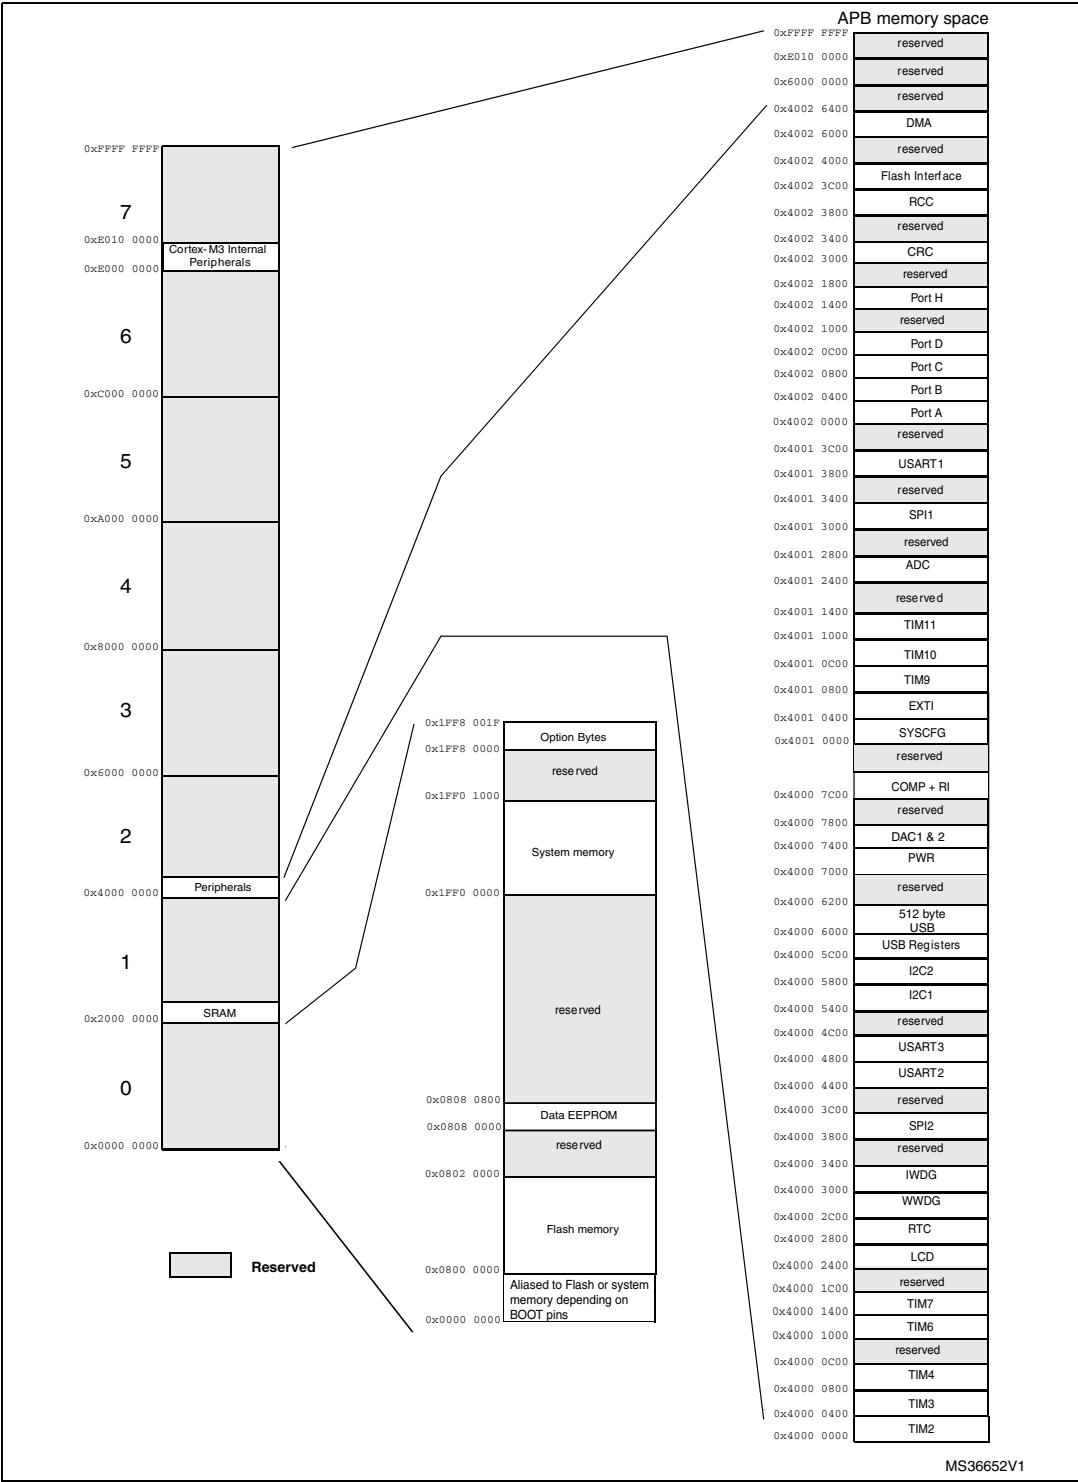 APB memory space
0xFFFF FFFF
reserved
0xE010 0000
reserved
0x6000 0000
reserved
0x4002 6400
DMA
0x4002 6000
reserved
0x4002 4000
Flash Interface
0x4002 3C00
RCC
0x4002 3800
reserved
0x4002 3400
CRC
0x4002 3000
reserved
0x4002 1800
Port H
0x4002 1400
reserved
0x4002 1000
Port D
0x4002 0C00
Port C
0x4002 0800
Port B
0x4002 0400
Port A
0x4002 0000
reserved
0x4001 3C00
USART1
0x4001 3800
reserved
0x4001 3400
SPI1
0x4001 3000
reserved
0x4001 2800
ADC
0x4001 2400
reserved
0x4001 1400
TIM11
0x4001 1000
TIM10
0x4001 0C00
TIM9
0x4001 0800
EXTI
0x4001 0400
SYSCFG
0x4001 0000
reserved
COMP + RI
0x4000 7C00
reserved
0x4000 7800
DAC1 & 2
0x4000 7400
PWR
0x4000 7000
reserved
0x4000 6200
512 byte
USB
0x4000 6000
USB Registers
0x4000 5C00
I2C2
0x4000 5800
I2C1
0x4000 5400
reserved
0x4000 4C00
USART3
0x4000 4800
USART2
0x4000 4400
reserved
0x4000 3C00
SPI2
0x4000 3800
reserved
0x4000 3400
IWDG
0x4000 3000
WWDG
0x4000 2C00
RTC
0x4000 2800
LCD
0x4000 2400
reserved
0x4000 1C00
TIM7
0x4000 1400
TIM6
0x4000 1000
reserved
0x4000 0C00
TIM4
0x4000 0800
TIM3
0x4000 0400
TIM2
0x4000 0000
0xFFFF FFFF
7
0xE010 0000
Cortex-M3 Internal
Peripherals
0xE000 0000
6
0xC000 0000
5
0xA000 0000
4
0x8000 0000
3
0x6000 0000
2
Peripherals
0x4000 0000
1
SRAM
0x2000 0000
0
0x0000 0000
Reserved
0x1FF8 001F
Option Bytes
0x1FF8 0000
reserved
0x1FF0 1000
System memory
0x1FF0 0000
reserved
0x0808 0800
Data EEPROM
0x0808 0000
reserved
0x0802 0000
Flash memory
0x0800 0000
Aliased to Flash or system
memory depending on
BOOT pins
0x0000 0000
MS36652V1